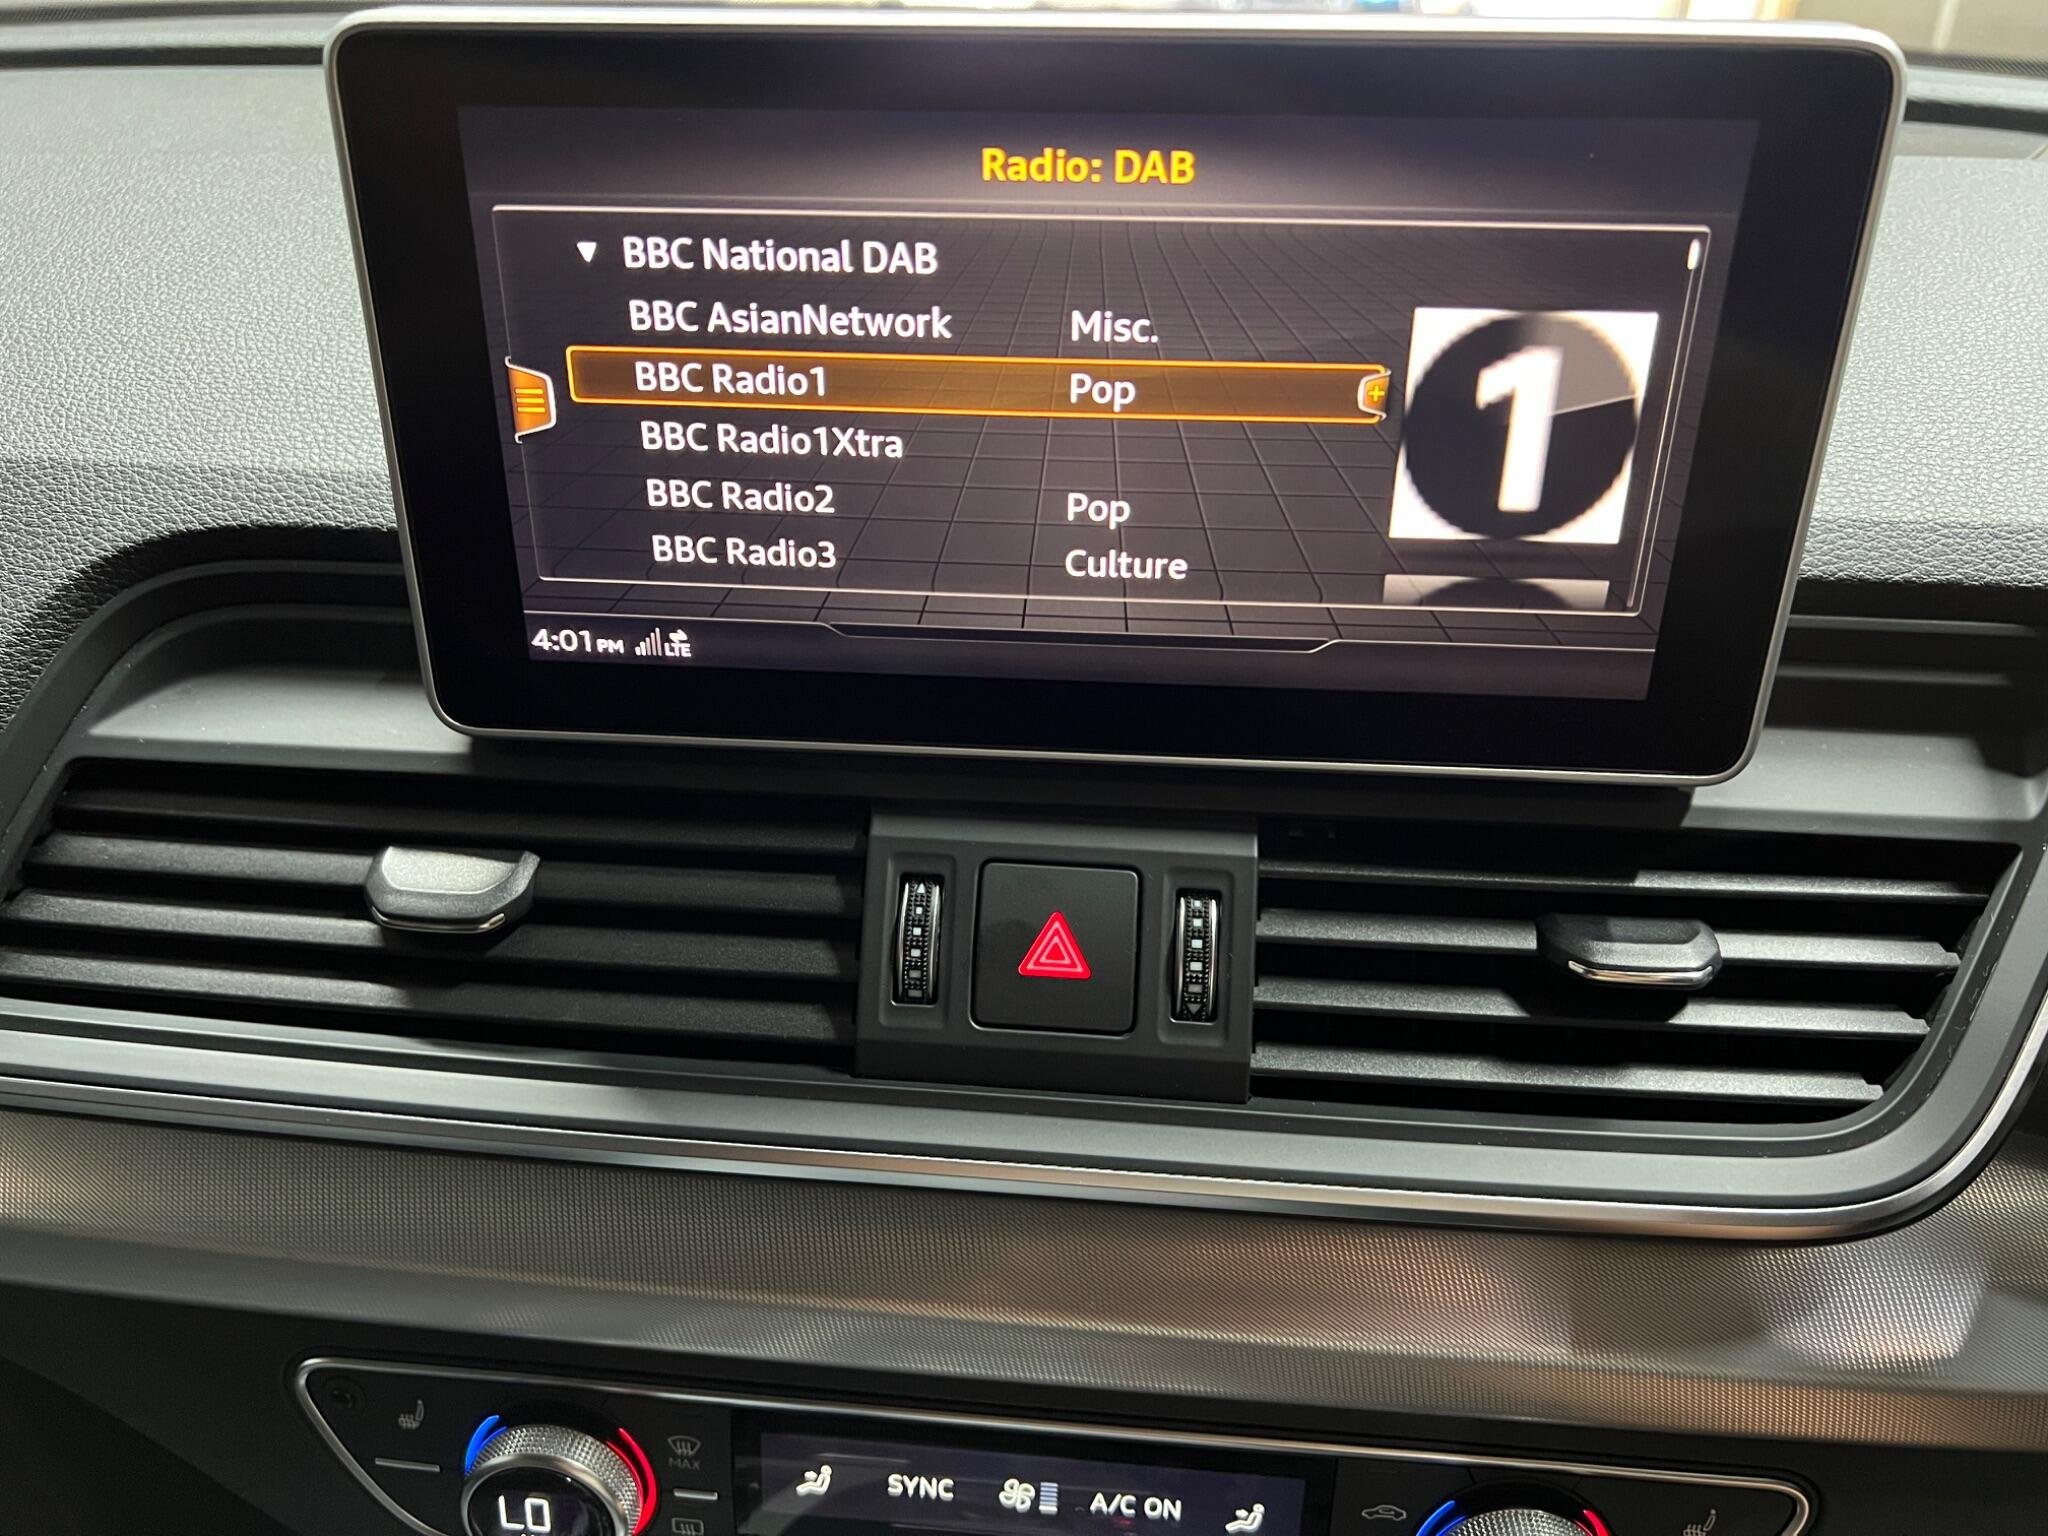 Radio: DAB
BBC National DAB
BBC AsianNetwork Misc.
BBC Radio1 Pop
BBC Radio1Xtra
BBC Radio2 Pop
BBC Radio3 Culture
1
4:01 PM LTE
MAX
LO
SYNC
A/C ON